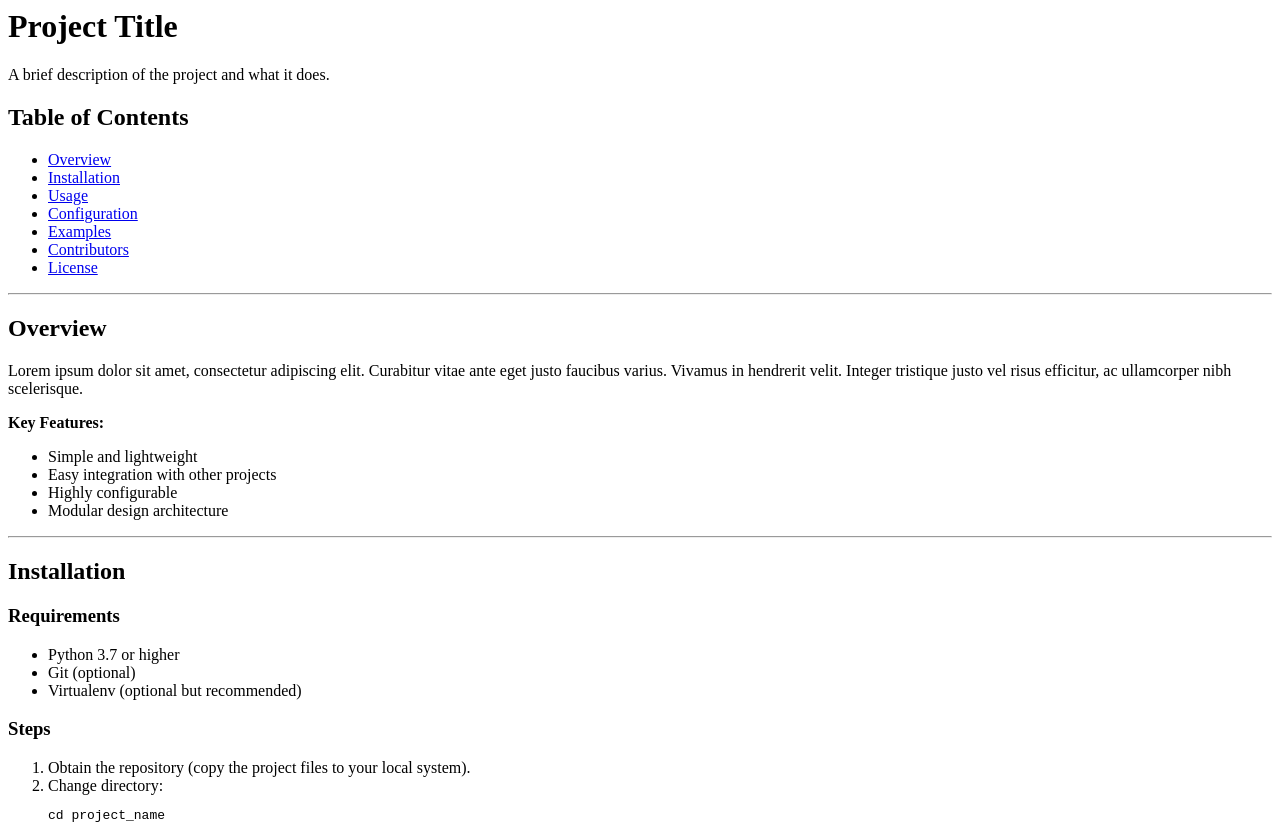 Project Title
A brief description of the project and what it does.
Table of Contents
Overview
Installation
Usage
Configuration
Examples
Contributors
License
Overview
Lorem ipsum dolor sit amet, consectetur adipiscing elit. Curabitur vitae ante eget justo faucibus varius. Vivamus in hendrerit velit. Integer tristique justo vel risus efficitur, ac ullamcorper nibh
scelerisque.
Key Features:
Simple and lightweight
Easy integration with other projects
Highly configurable
Modular design architecture
Installation
Requirements
Python 3.7 or higher
Git (optional)
Virtualenv (optional but recommended)
Steps
1. Obtain the repository (copy the project files to your local system).
2. Change directory:
cd project_name